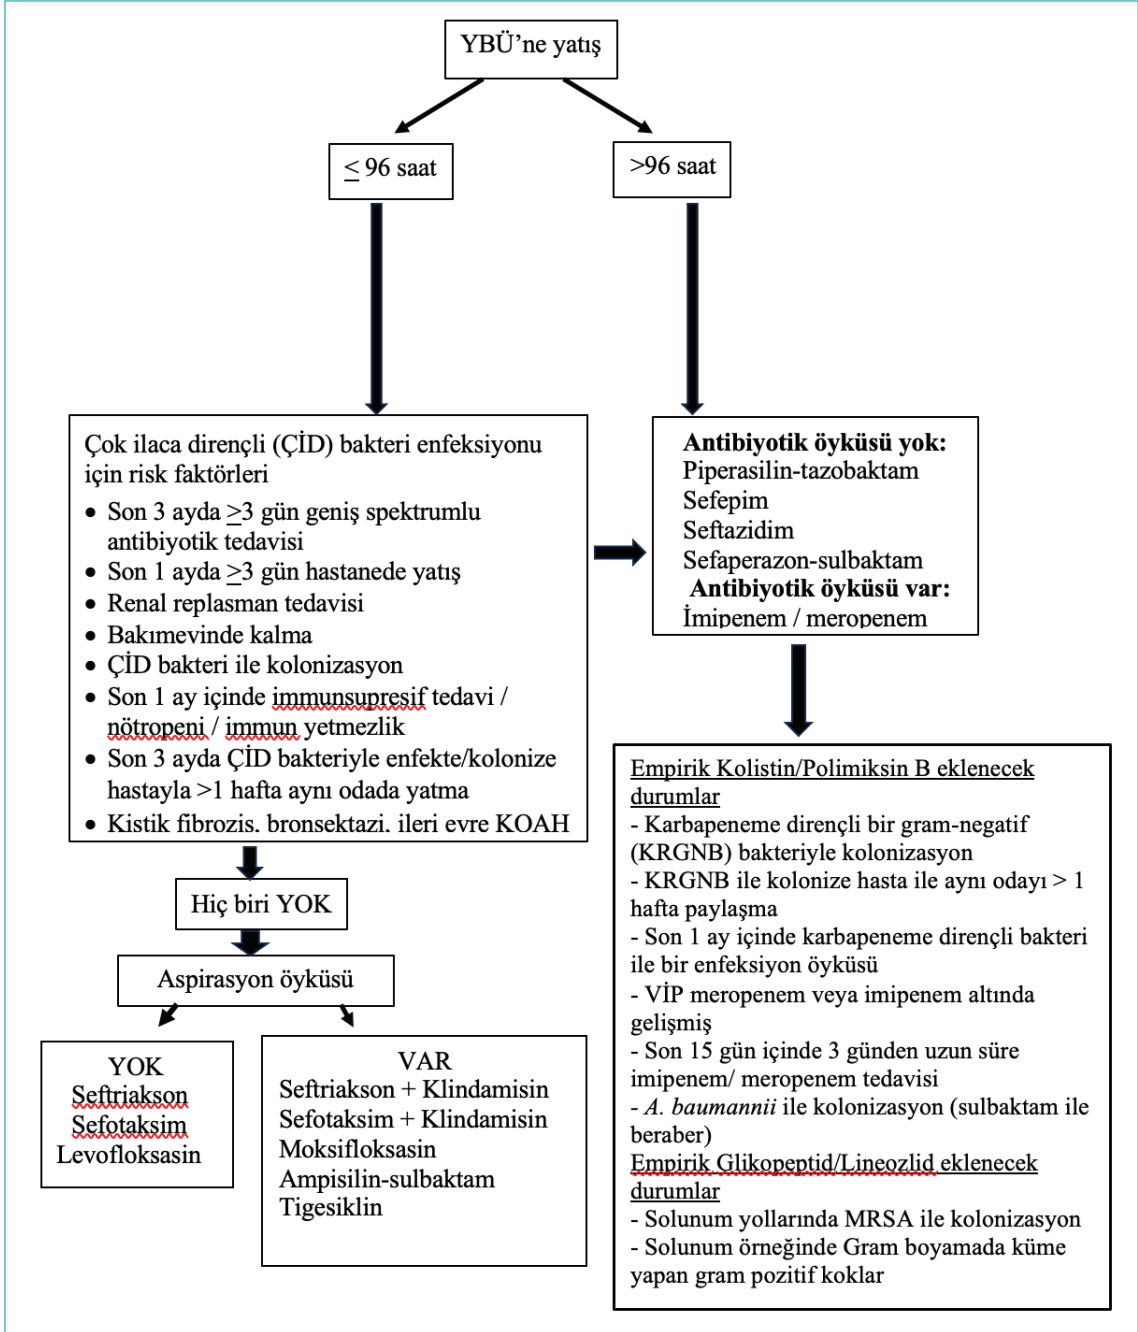 YBÜ'ne yatış
≤ 96 saat
>96 saat
Çok ilaca dirençli (ÇİD) bakteri enfeksiyonu
için risk faktörleri
• Son 3 ayda ≥3 gün geniş spektrumlu
antibiyotik tedavisi
• Son 1 ayda ≥3 gün hastanede yatış
• Renal replasman tedavisi
• Bakımevinde kalma
• ÇİD bakteri ile kolonizasyon
• Son 1 ay içinde immunsupresif tedavi /
nötropeni / immun yetmezlik
• Son 3 ayda ÇİD bakteriyle enfekte/kolonize
hastayla >1 hafta aynı odada yatma
• Kistik fibrozis, bronşektazi, ileri evre KOAH
Antibiyotik öyküsü yok:
Piperasilin-tazobaktam
Sefepim
Seftazidim
Sefaperazon-sulbaktam
Antibiyotik öyküsü var:
İmipenem / meropenem
Hiç biri YOK
Aspirasyon öyküsü
YOK
Seftriakson
Sefotaksim
Levofloksasin
VAR
Seftriakson + Klindamisin
Sefotaksim + Klindamisin
Moksifloksasin
Ampisilin-sulbaktam
Tigesiklin
Empirik Kolistin/Polimiksin B eklenecek
durumlar
- Karbapeneme dirençli bir gram-negatif
(KRGNB) bakteriyle kolonizasyon
- KRGNB ile kolonize hasta ile aynı odayı > 1
hafta paylaşma
- Son 1 ay içinde karbapeneme dirençli bakteri
ile bir enfeksiyon öyküsü
- VİP meropenem veya imipenem altında
gelişmiş
- Son 15 gün içinde 3 günden uzun süre
imipenem/ meropenem tedavisi
- A. baumannii ile kolonizasyon (sulbaktam ile
beraber)
Empirik Glikopeptid/Lineozlid eklenecek
durumlar
- Solunum yollarında MRSA ile kolonizasyon
- Solunum örneğinde Gram boyamada küme
yapan gram pozitif koklar